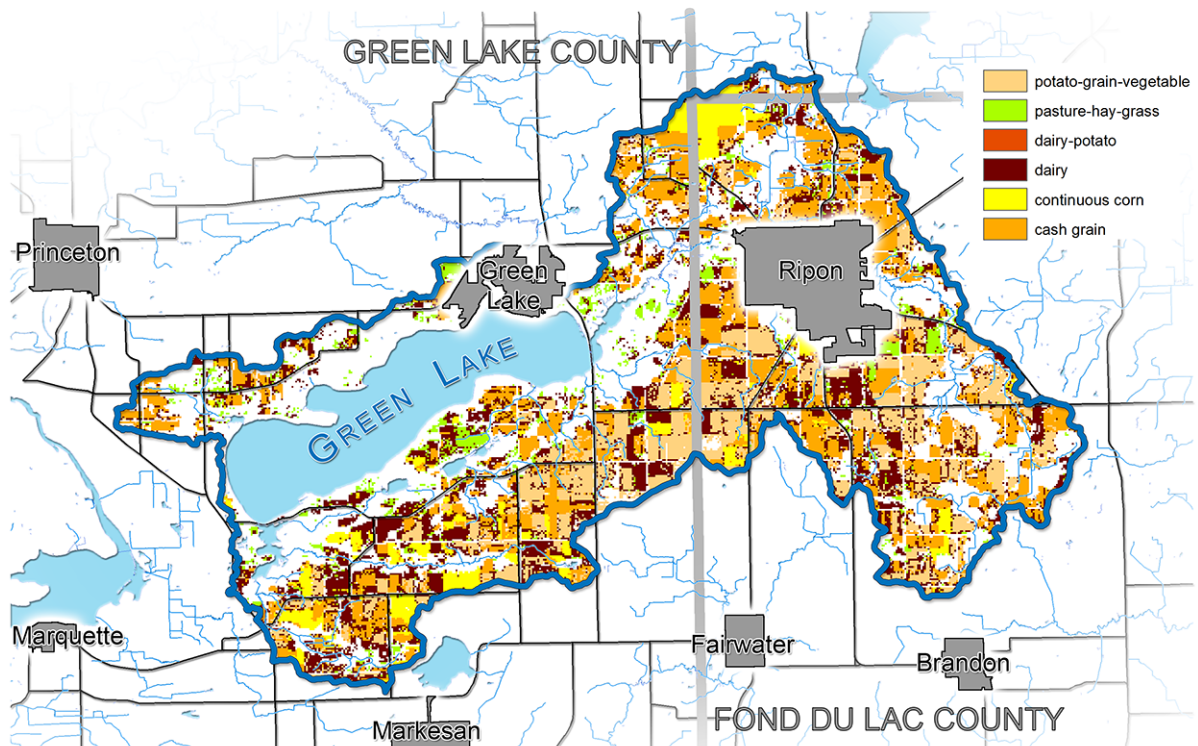 GREEN LAKE COUNTY
potato-grain-vegetable
pasture-hay-grass
dairy-potato
dairy
continuous corn
cash grain
Princeton
Green
Lake
Ripon
GREEN LAKE
Marquette
Fairwater
Brandon
Markesan
FOND DU LAC COUNTY